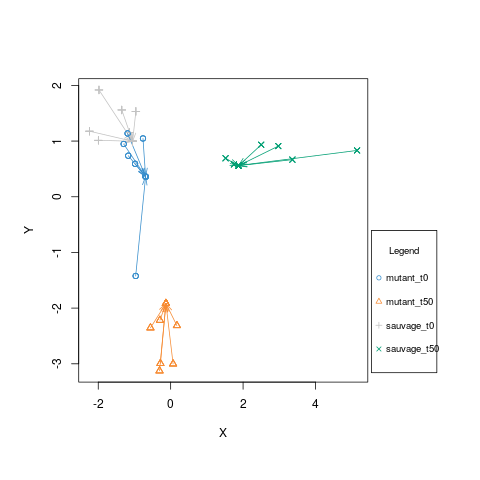 2
1
0
-1
-2
-3
Y
-2 0 2 4
X
Legend
mutant_t0
mutant_t50
sauvage_t0
sauvage_t50